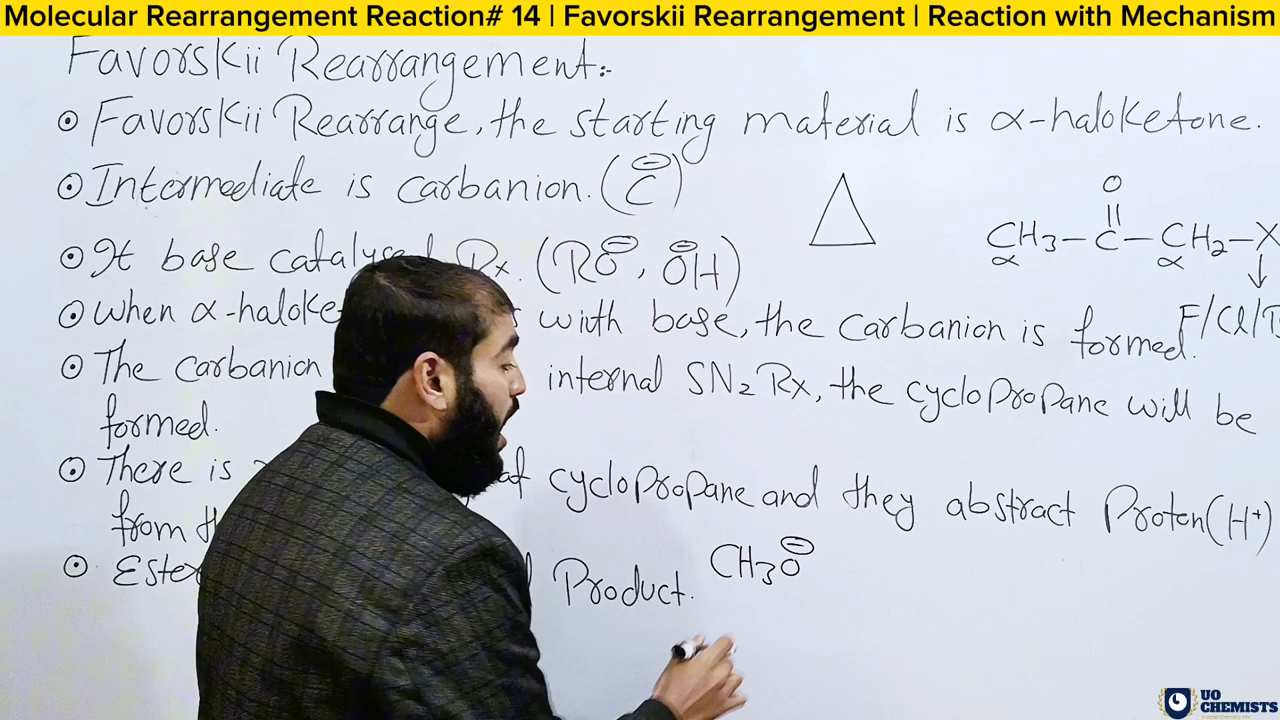 Molecular Rearrangement Reaction# 14 | Favorskii Rearrangement | Reaction with Mechanism
Favorskii Rearrangement:-
Favorskii Rearrange, the starting material is α-haloketone.
Intermediate is carbanion. (C⊖)
It base catalysed Rx. (RO⊖, ⊖OH)
O
||
CH3 — C — CH2 — X
α α
↓
F/Cl/
when α-haloke with base, the carbanion is formed.
The carbanion internal SN2 Rx, the cyclopropane will be
formed.
There is of cyclopropane and they abstract Proton (H+)
from
Ester Product. CH3O⊖
UO
CHEMISTS